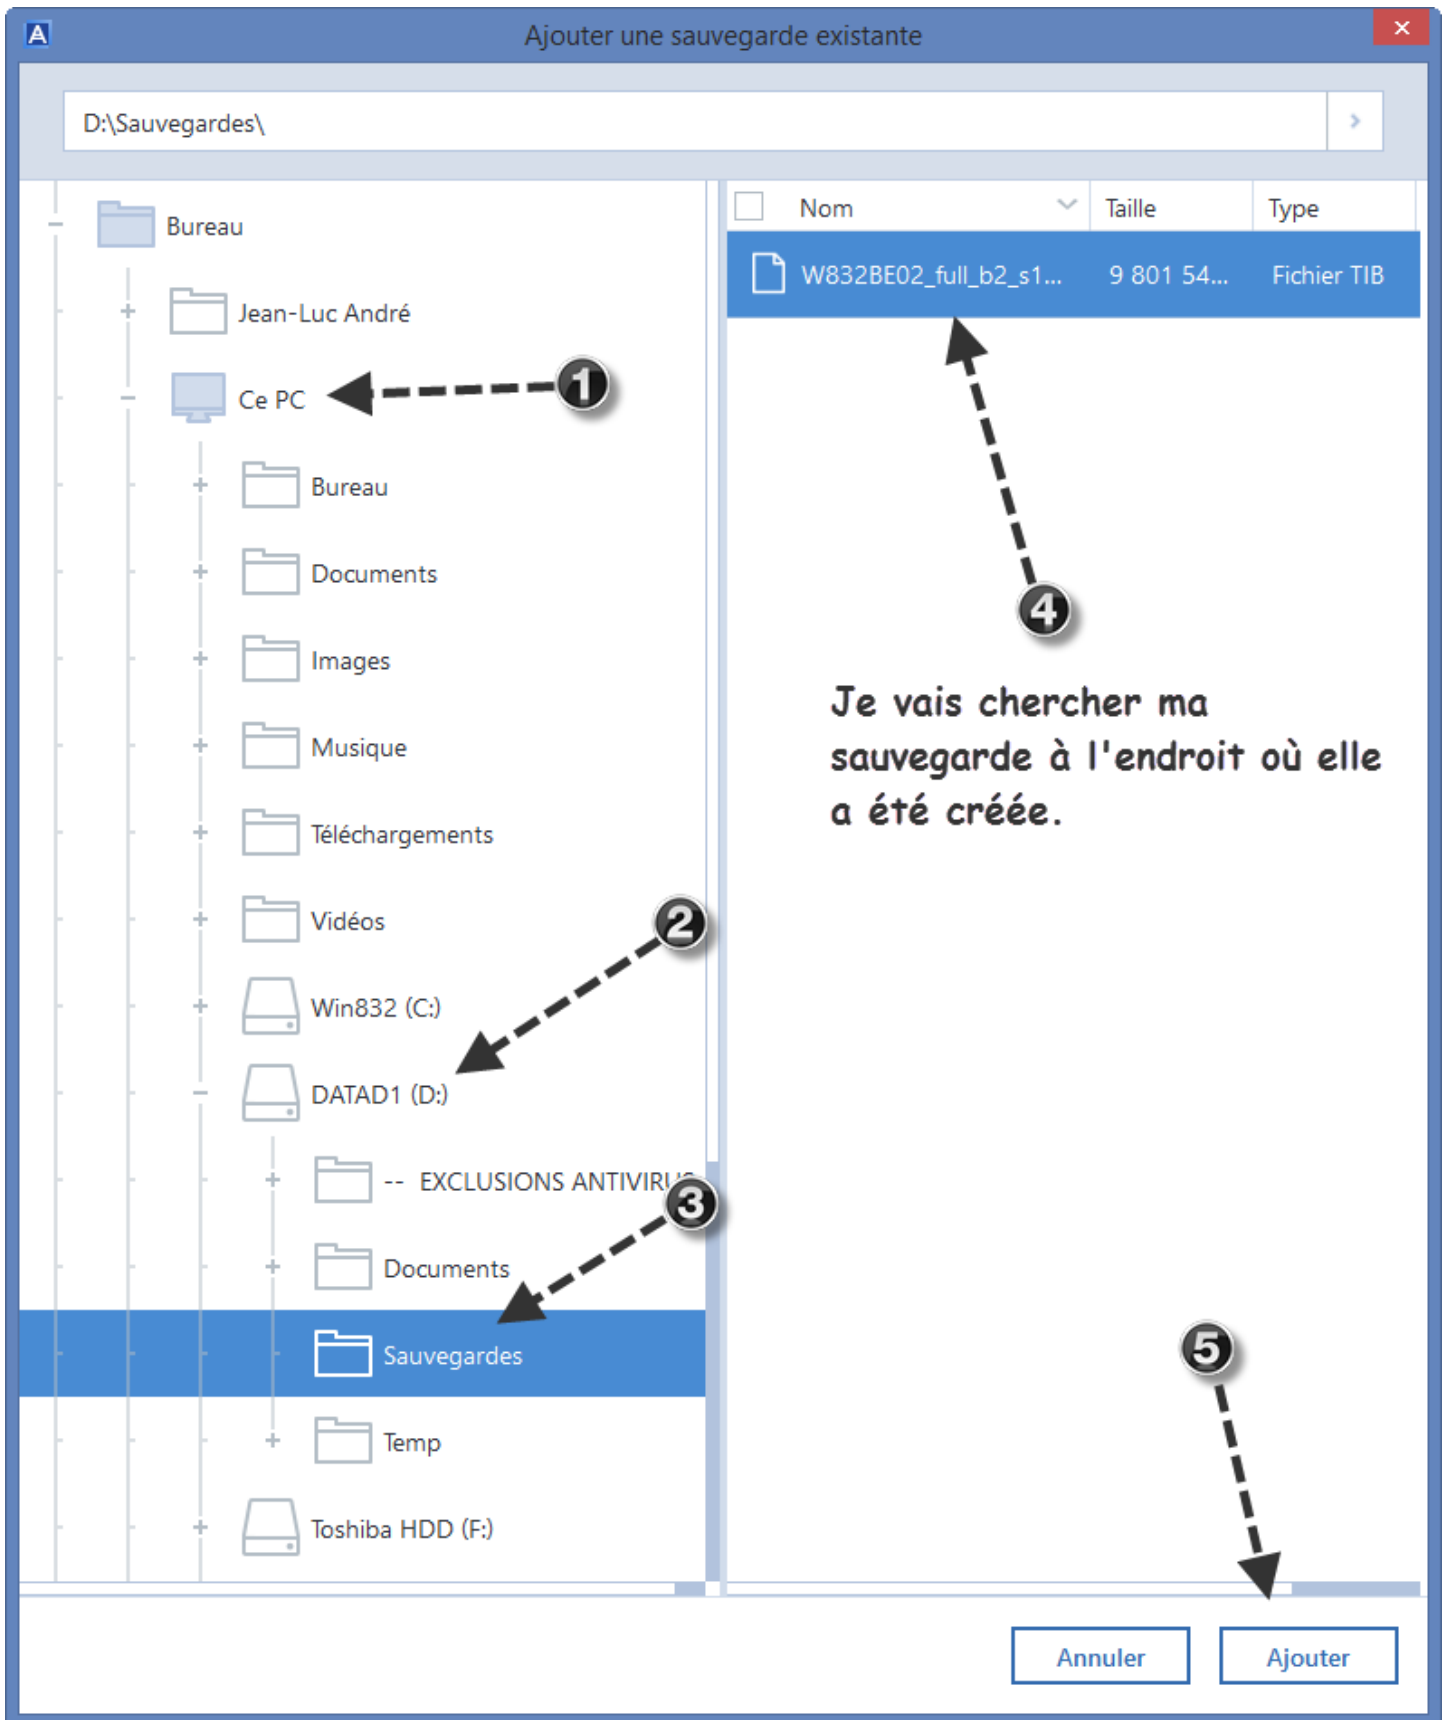 A
Ajouter une sauvegarde existante
D:\Sauvegardes\
Nom
Taille
Type
W832BE02_full_b2_s1...
9 801 54...
Fichier TIB
Bureau
Jean-Luc André
Ce PC
1
Bureau
Documents
Images
Musique
Téléchargements
Vidéos
2
Win832 (C:)
DATAD1 (D:)
-- EXCLUSIONS ANTIVIRUS
3
Documents
Sauvegardes
Temp
Toshiba HDD (F:)
4
Je vais chercher ma
sauvegarde à l'endroit où elle
a été créée.
5
Annuler
Ajouter